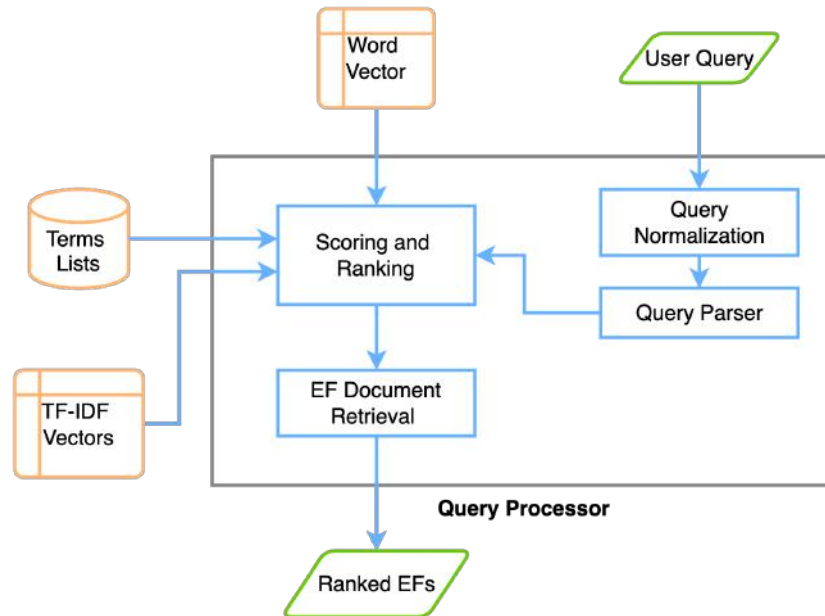 Word
Vector
User Query
Terms
Lists
Scoring and
Ranking
Query
Normalization
Query Parser
TF-IDF
Vectors
EF Document
Retrieval
Query Processor
Ranked EFs